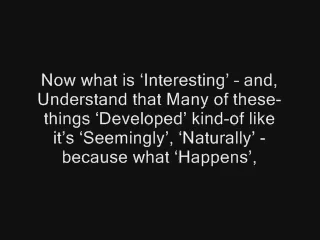 Now what is ‘Interesting’ - and,
Understand that Many of these-
things ‘Developed’ kind-of like
it’s ‘Seemingly’, ‘Naturally’ -
because what ‘Happens’,